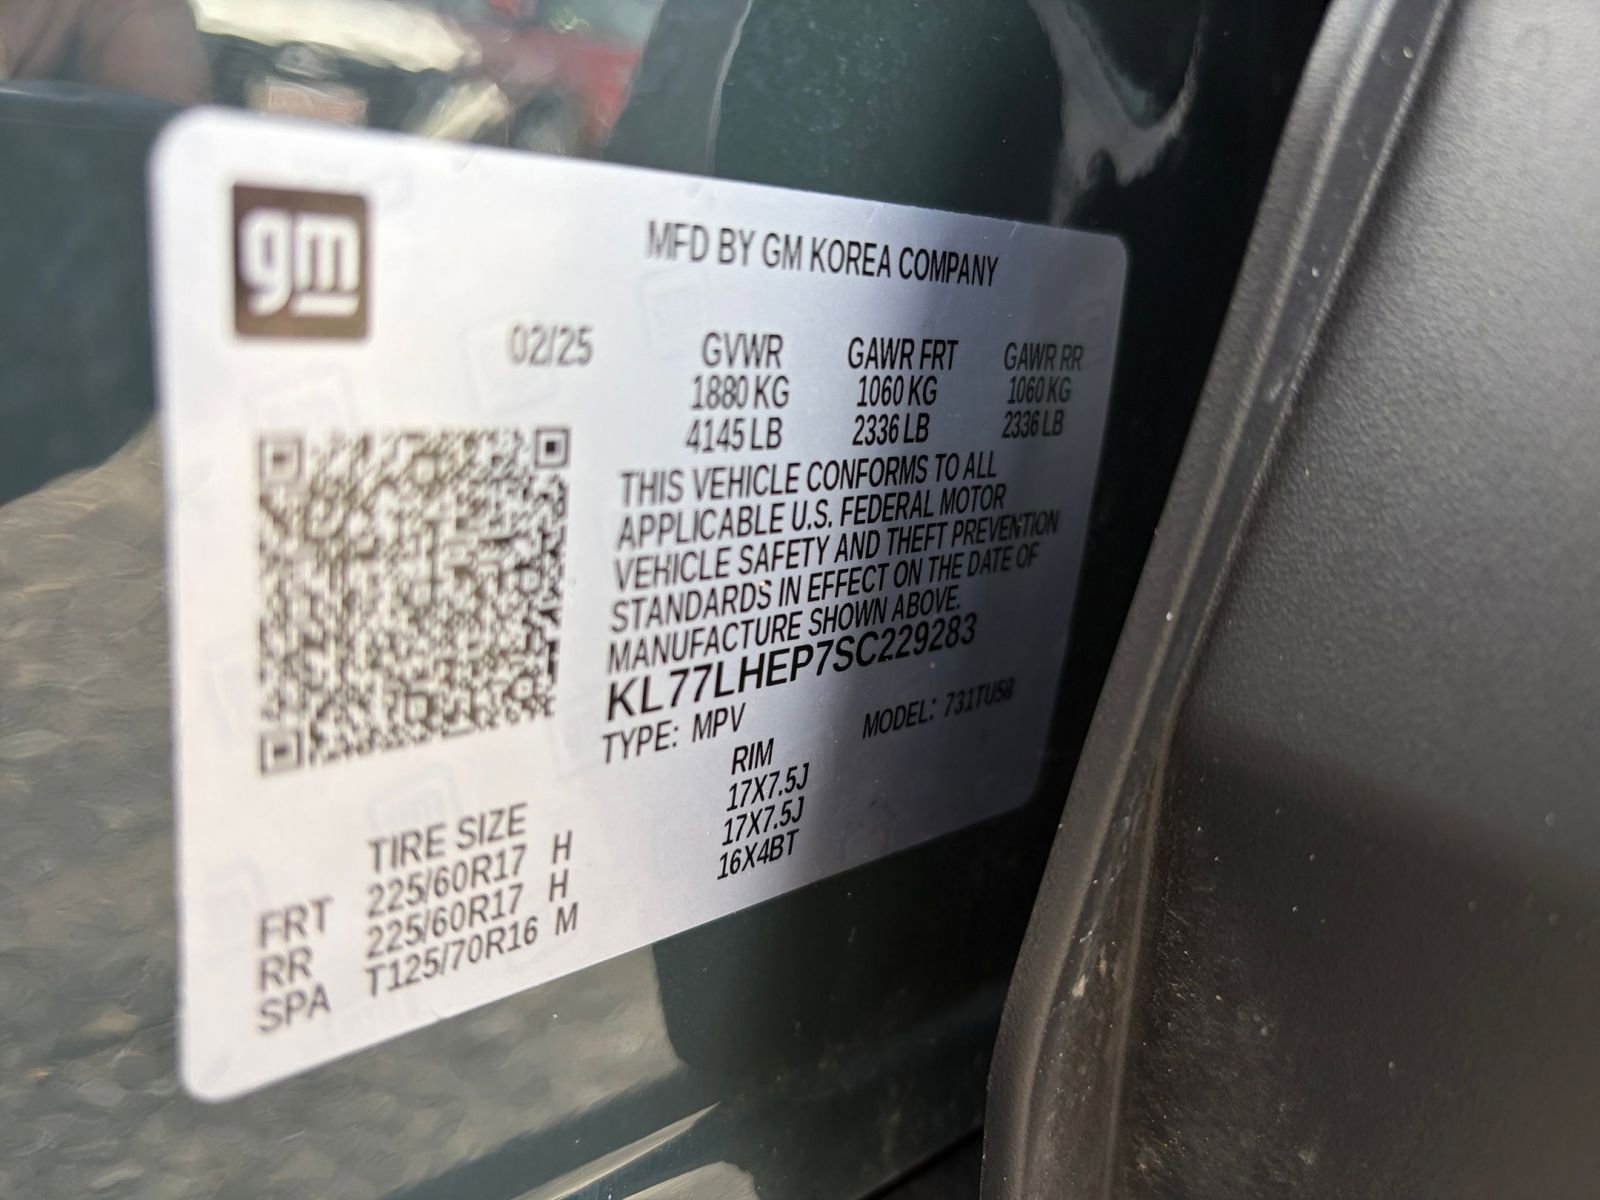 gm
MFD BY GM KOREA COMPANY
02/25 GVWR GAWR FRT GAWR RR
1880 KG 1060 KG 1060 KG
4145 LB 2336 LB 2336 LB
THIS VEHICLE CONFORMS TO ALL
APPLICABLE U.S. FEDERAL MOTOR
VEHICLE SAFETY AND THEFT PREVENTION
STANDARDS IN EFFECT ON THE DATE OF
MANUFACTURE SHOWN ABOVE.
KL77LHEP7SC229283
TYPE: MPV MODEL: 731TU58
TIRE SIZE RIM
FRT 225/60R17 H 17X7.5J
RR 225/60R17 H 17X7.5J
SPA T125/70R16 M 16X4BT